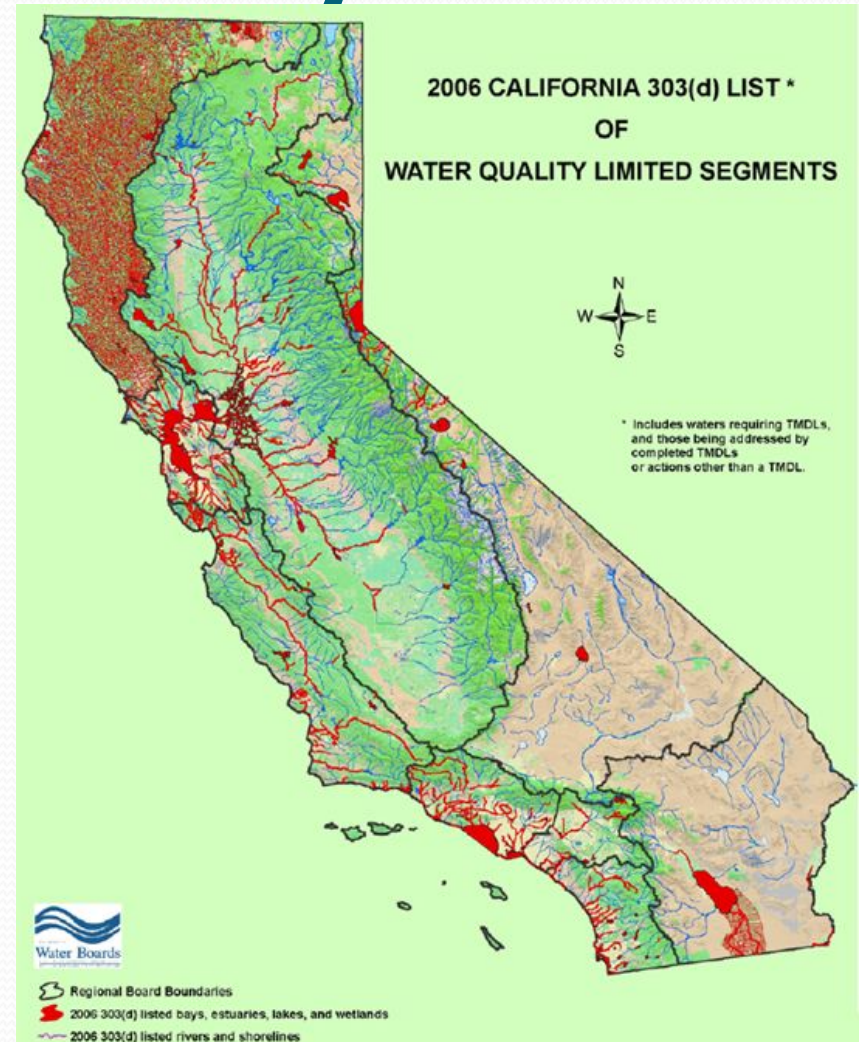 2006 CALIFORNIA 303(d) LIST *
OF
WATER QUALITY LIMITED SEGMENTS
N
W E
S
* Includes waters requiring TMDLs,
and those being addressed by
completed TMDLs
or actions other than a TMDL.
Water Boards
Regional Board Boundaries
2006 303(d) listed bays, estuaries, lakes, and wetlands
2006 303(d) listed rivers and shorelines